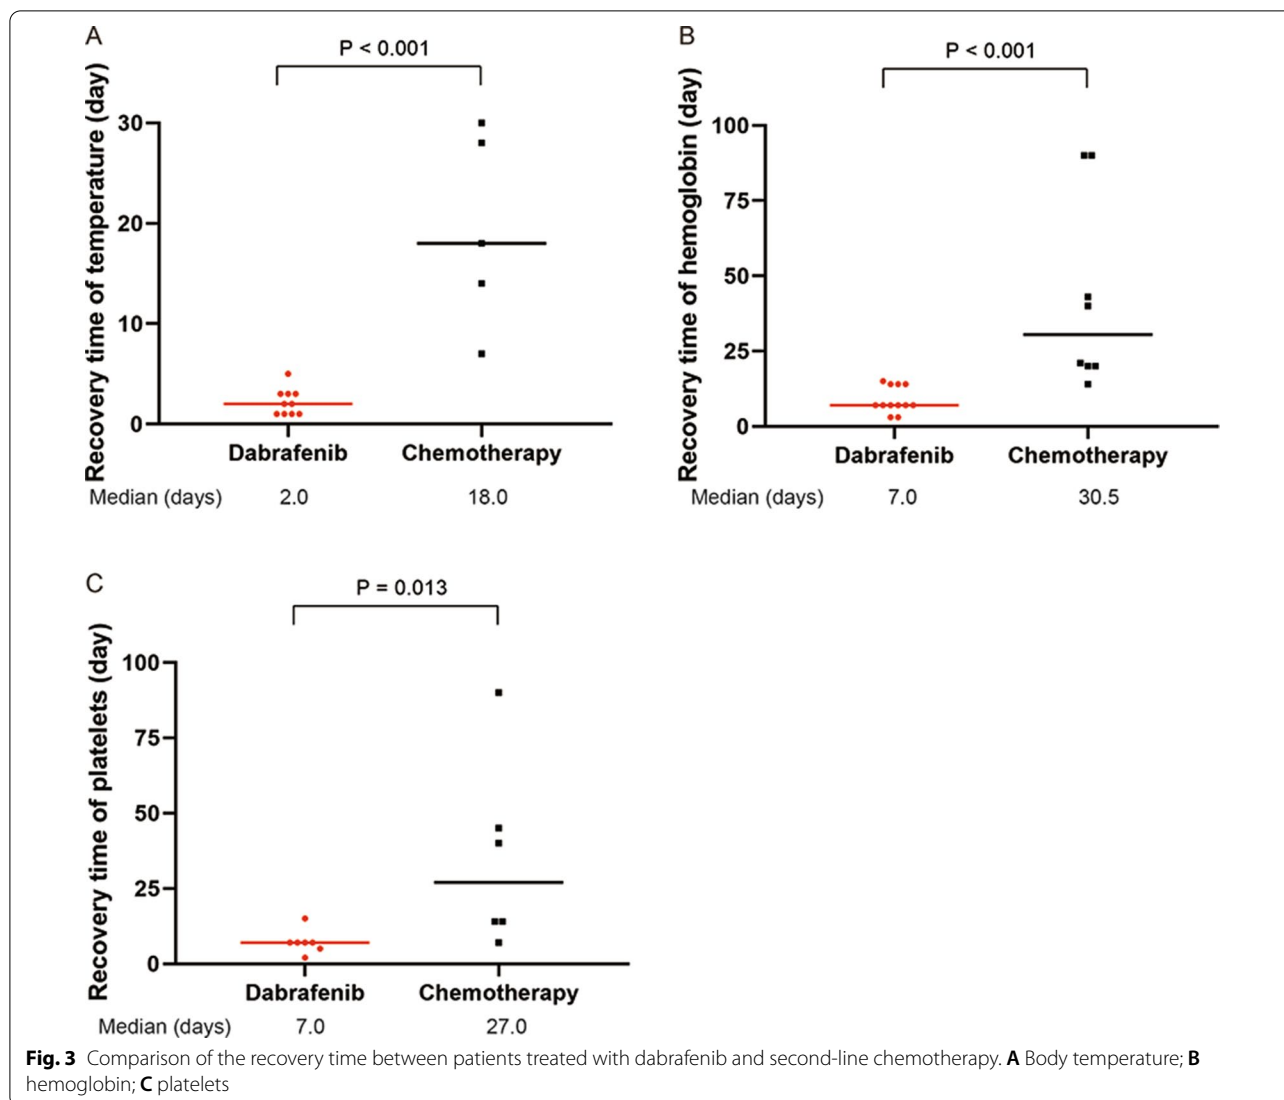 A
P < 0.001
Recovery time of temperature (day)
30
20
10
0
Dabrafenib Chemotherapy
Median (days) 2.0 18.0
B
P < 0.001
Recovery time of hemoglobin (day)
100
75
50
25
0
Dabrafenib Chemotherapy
Median (days) 7.0 30.5
C
P = 0.013
Recovery time of platelets (day)
100
75
50
25
0
Dabrafenib Chemotherapy
Median (days) 7.0 27.0
Fig. 3 Comparison of the recovery time between patients treated with dabrafenib and second-line chemotherapy. A Body temperature; B
hemoglobin; C platelets